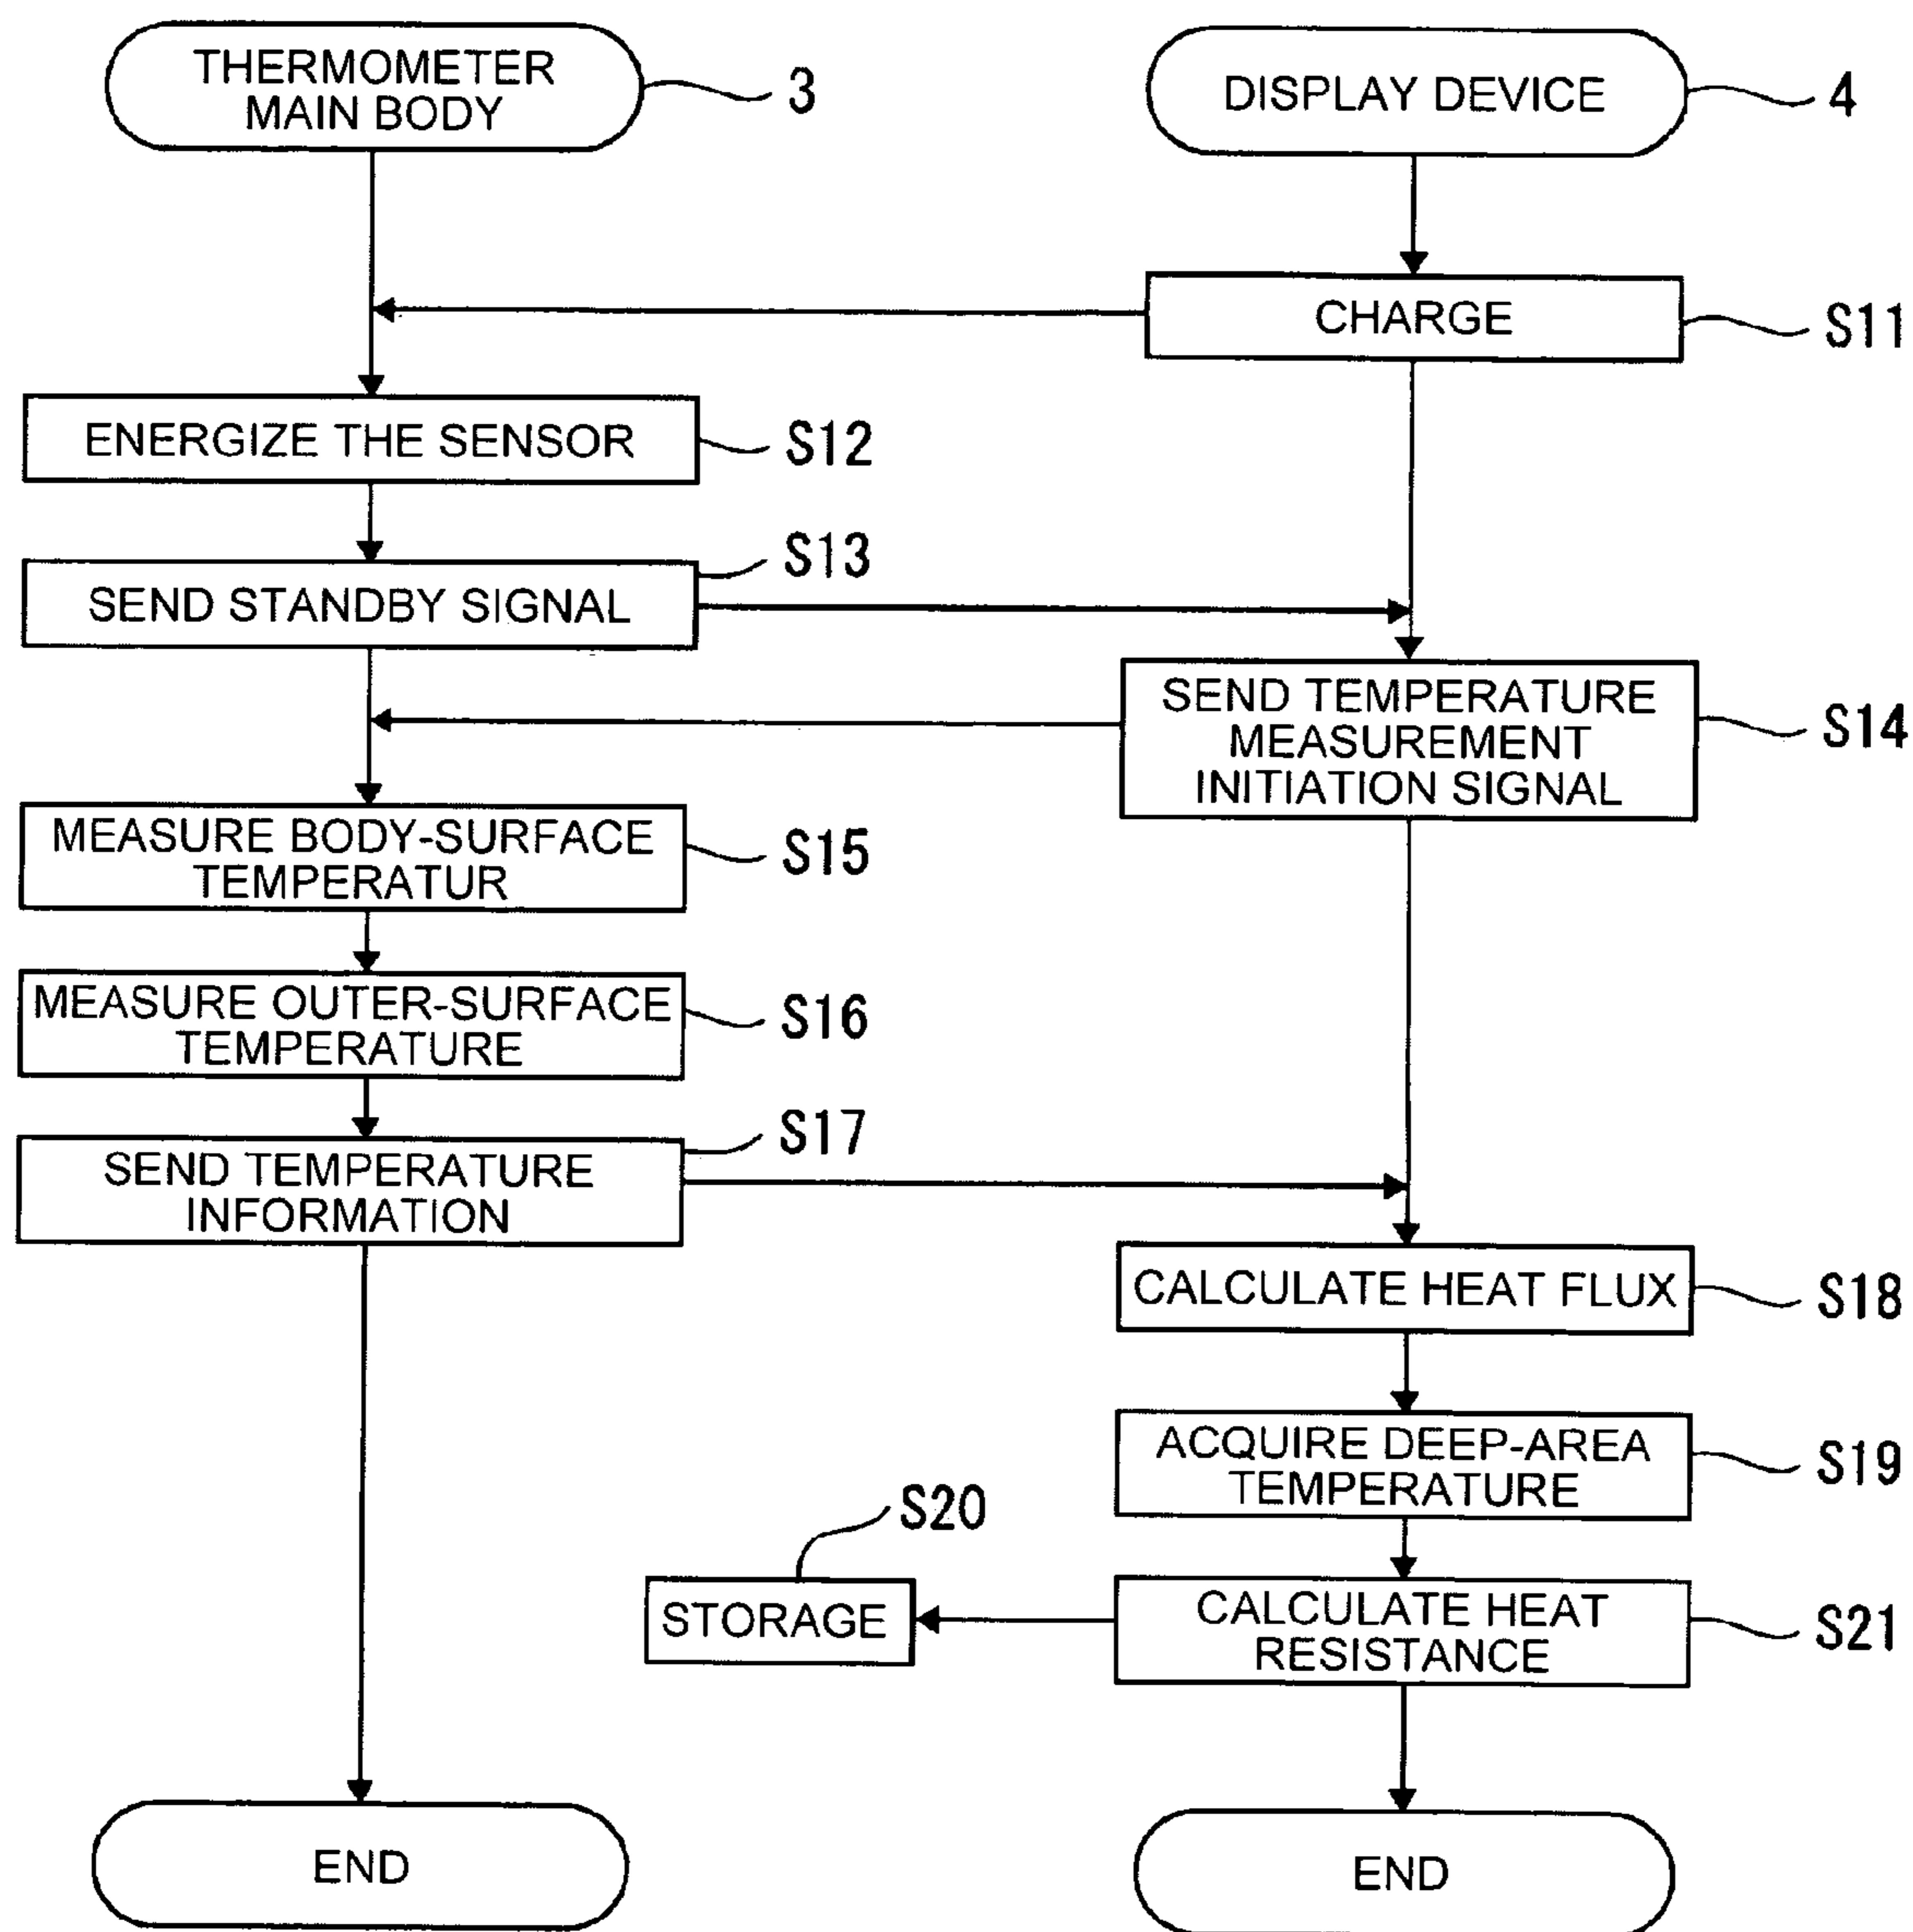 THERMOMETER
MAIN BODY
3
DISPLAY DEVICE
4
CHARGE
S11
ENERGIZE THE SENSOR
S12
SEND STANDBY SIGNAL
S13
SEND TEMPERATURE
MEASUREMENT
INITIATION SIGNAL
S14
MEASURE BODY-SURFACE
TEMPERATUR
S15
MEASURE OUTER-SURFACE
TEMPERATURE
S16
SEND TEMPERATURE
INFORMATION
S17
CALCULATE HEAT FLUX
S18
ACQUIRE DEEP-AREA
TEMPERATURE
S19
S20
STORAGE
CALCULATE HEAT
RESISTANCE
S21
END
END